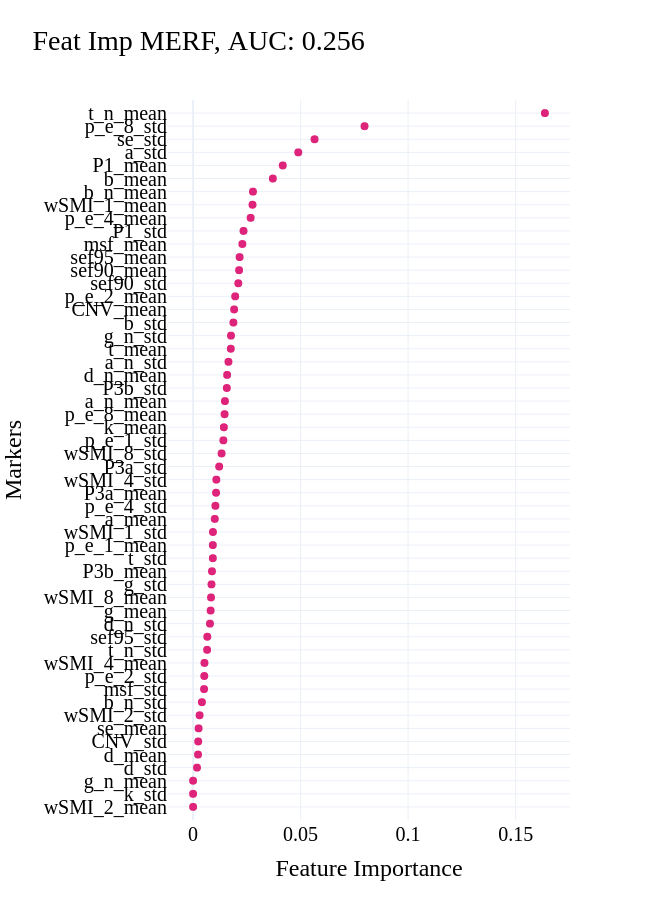 Feat Imp MERF, AUC: 0.256
t_n_mean
p_e_8_std
se_std
a_std
P1_mean
b_mean
b_n_mean
wSMI_1_mean
p_e_4_mean
P1_std
msf_mean
sef95_mean
sef90_mean
sef90_std
p_e_2_mean
CNV_mean
b_std
g_n_std
t_mean
a_n_std
d_n_mean
P3b_std
a_n_mean
p_e_8_mean
k_mean
p_e_1_std
wSMI_8_std
P3a_std
wSMI_4_std
P3a_mean
p_e_4_std
a_mean
wSMI_1_std
p_e_1_mean
t_std
P3b_mean
g_std
wSMI_8_mean
g_mean
d_n_std
sef95_std
t_n_std
wSMI_4_mean
p_e_2_std
msf_std
b_n_std
wSMI_2_std
se_mean
CNV_std
d_mean
d_std
g_n_mean
k_std
wSMI_2_mean
Markers
0 0.05 0.1 0.15
Feature Importance